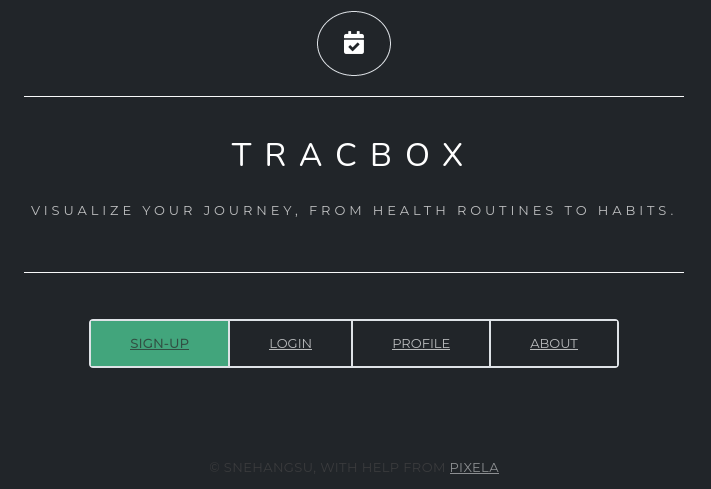 TRACBOX
VISUALIZE YOUR JOURNEY, FROM HEALTH ROUTINES TO HABITS.
SIGN-UP
LOGIN
PROFILE
ABOUT
© SNEHANGSU, WITH HELP FROM PIXELA